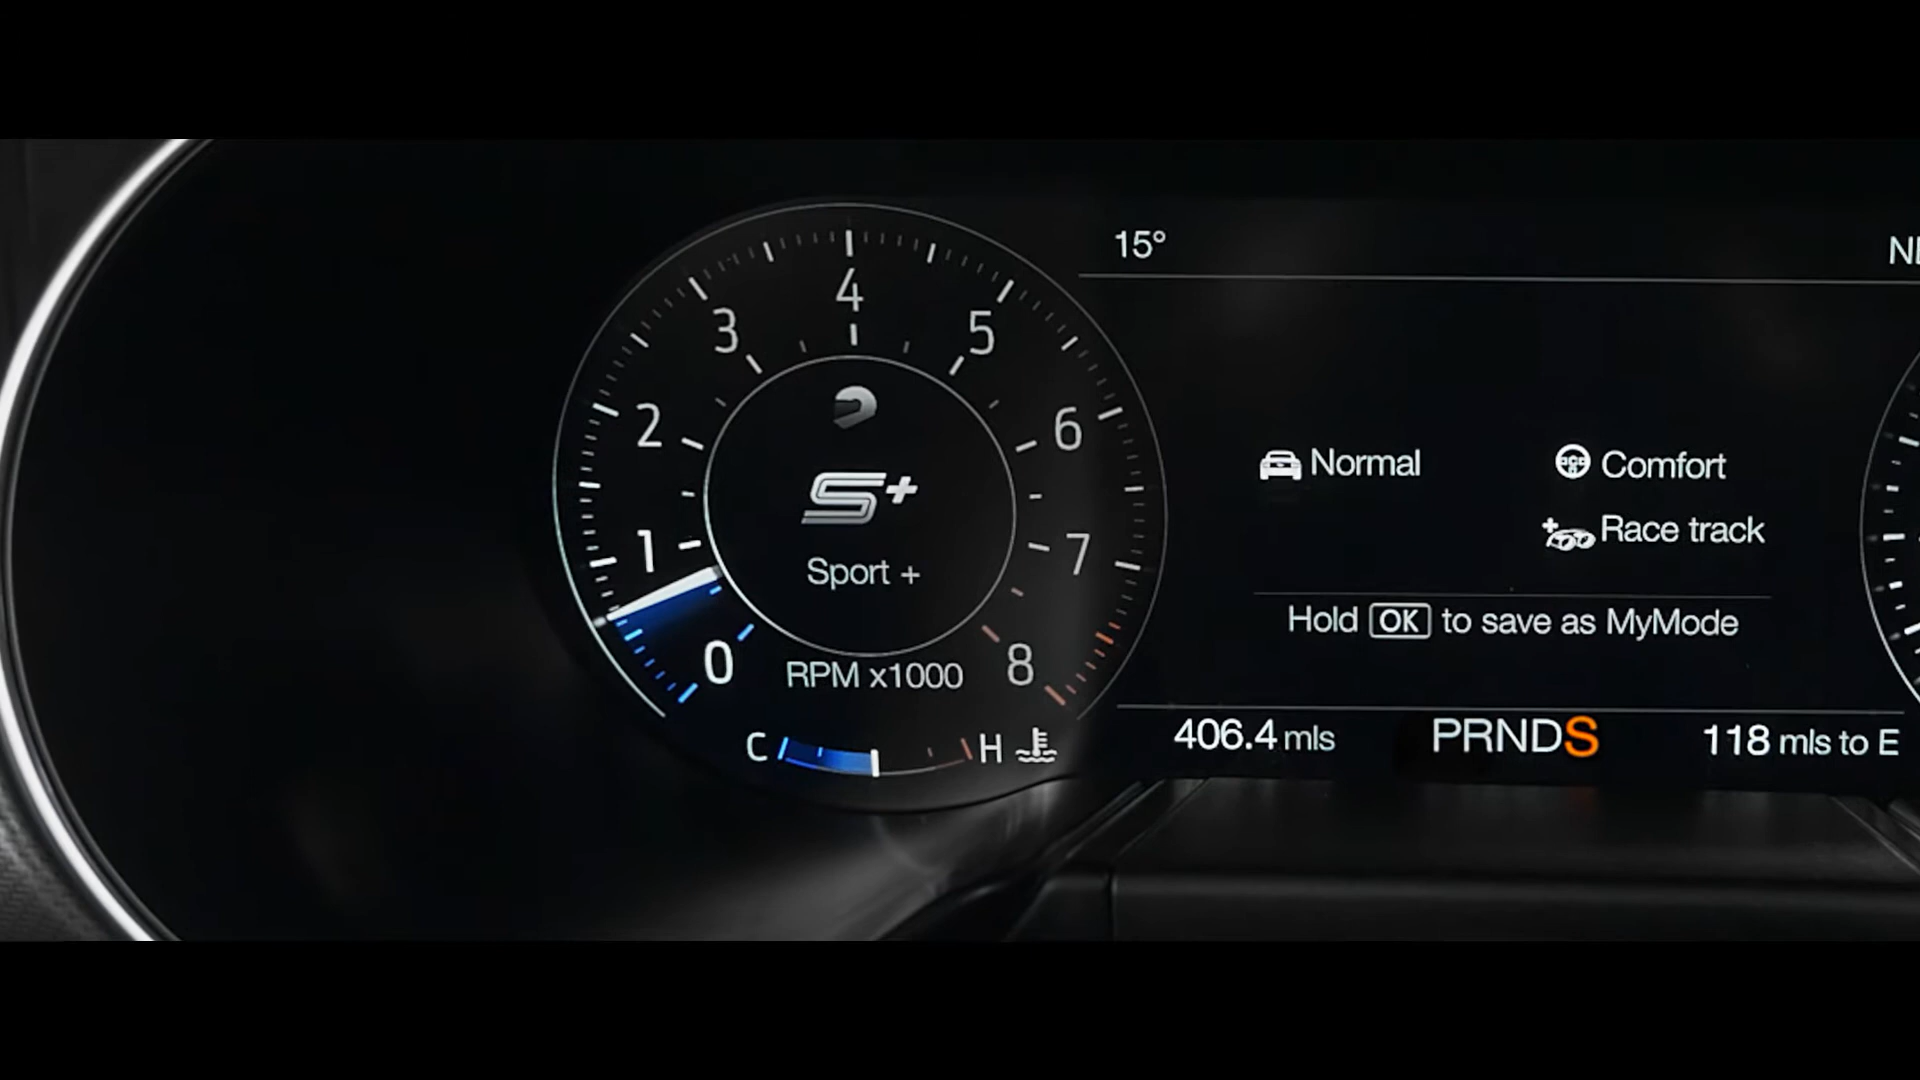 15°
4
3
5
2
6
1
7
0
8
S+
Sport +
RPM x1000
C
H
Normal
Comfort
Race track
Hold OK to save as MyMode
406.4 mls
PRNDS
118 mls to E